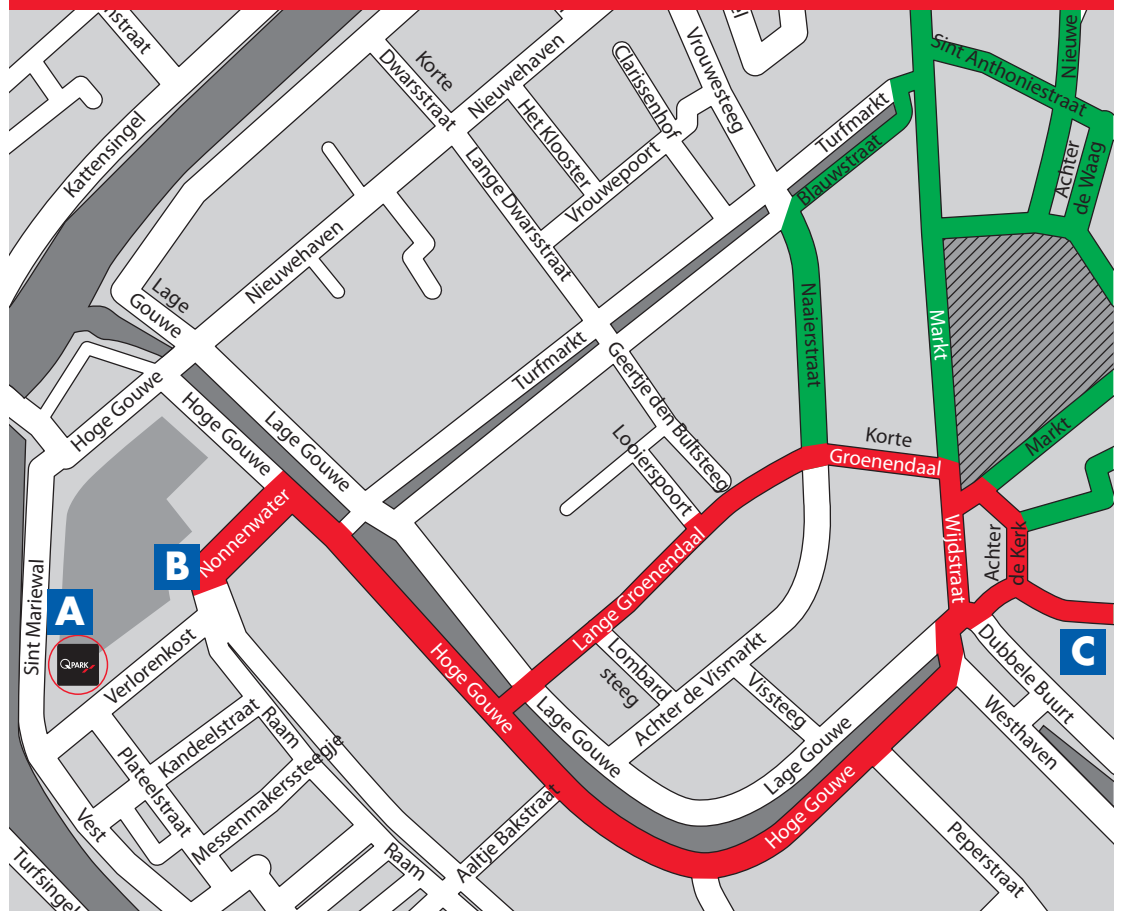 Korte
Dwarsstraat
Nieuwehaven
Clarissenhof
Vrouwesteeg
Sint Anthoniestraat
Nieuwe
Kattensingel
Het Klooster
Turfmarkt
Blauwstraat
Achter
de Waag
Lange Dwarsstraat
Vrouwepoort
Nieuwehaven
Lage
Gouwe
Naaierstraat
Markt
Turfmarkt
Geertje den Bultsteeg
Hoge Gouwe
Hoge Gouwe
Lage Gouwe
Looierspoort
Korte
Groenendaal
Markt
Nonnenwater
B
Wijdstraat
Achter
de Kerk
Lange Groenendaal
A
Sint Mariewal
Q PARK
C
Verlorenkost
Hoge Gouwe
Lombard
steeg
Achter de Vismarkt
Vissteeg
Dubbele Buurt
Westhaven
Kandeelstraat
Raam
Plateelstraat
Messenmakerssteegje
Lage Gouwe
Lage Gouwe
Hoge Gouwe
Vest
Raam
Aaltje Bakstraat
Peperstraat
Turfsingel